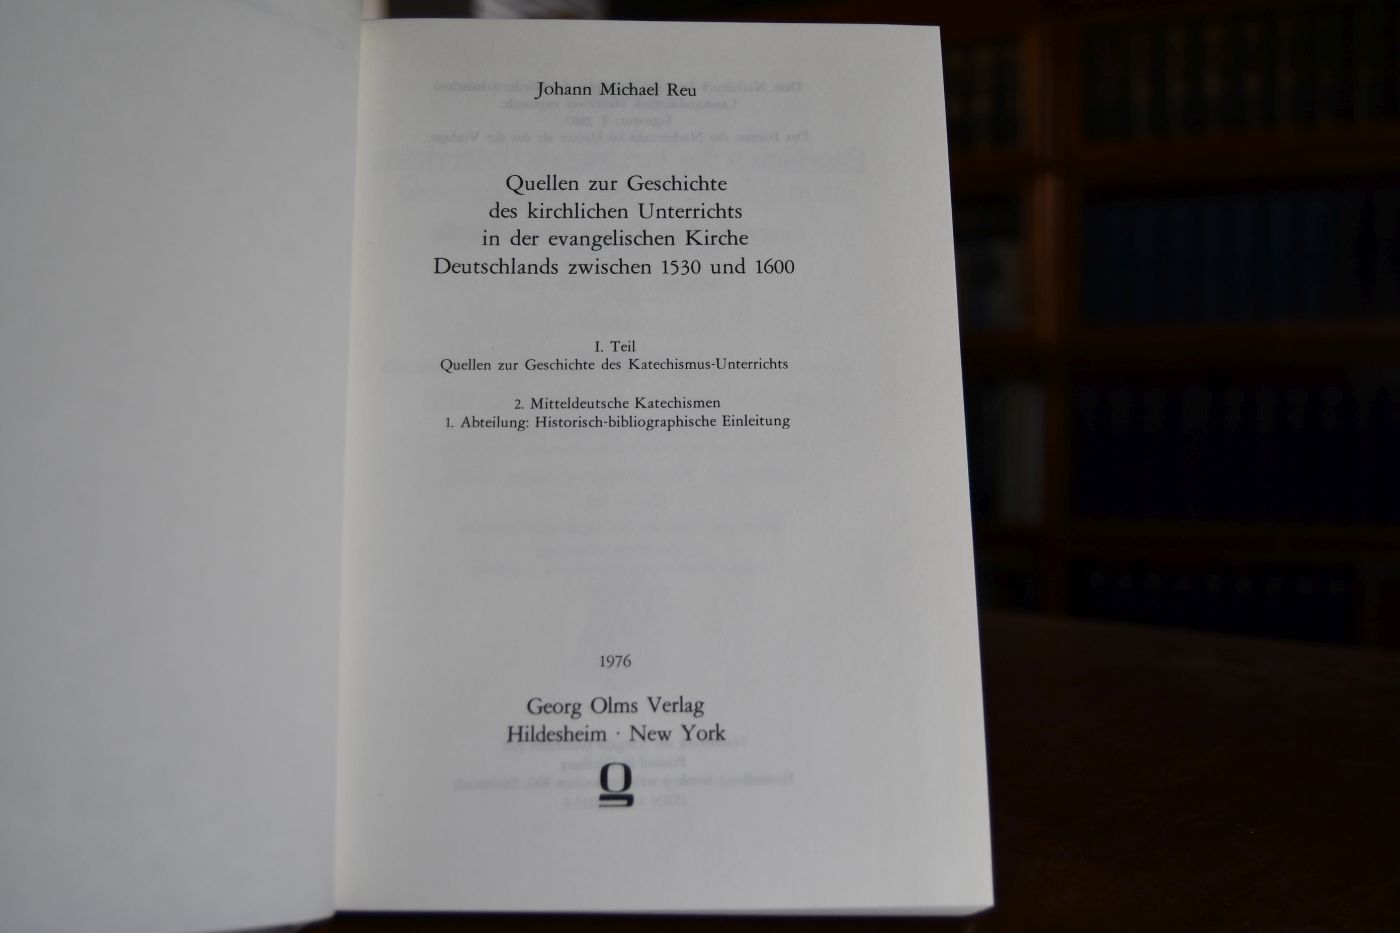 Johann Michael Reu
Quellen zur Geschichte
des kirchlichen Unterrichts
in der evangelischen Kirche
Deutschlands zwischen 1530 und 1600
I. Teil
Quellen zur Geschichte des Katechismus-Unterrichts
2. Mitteldeutsche Katechismen
1. Abteilung: Historisch-bibliographische Einleitung
1976
Georg Olms Verlag
Hildesheim · New York